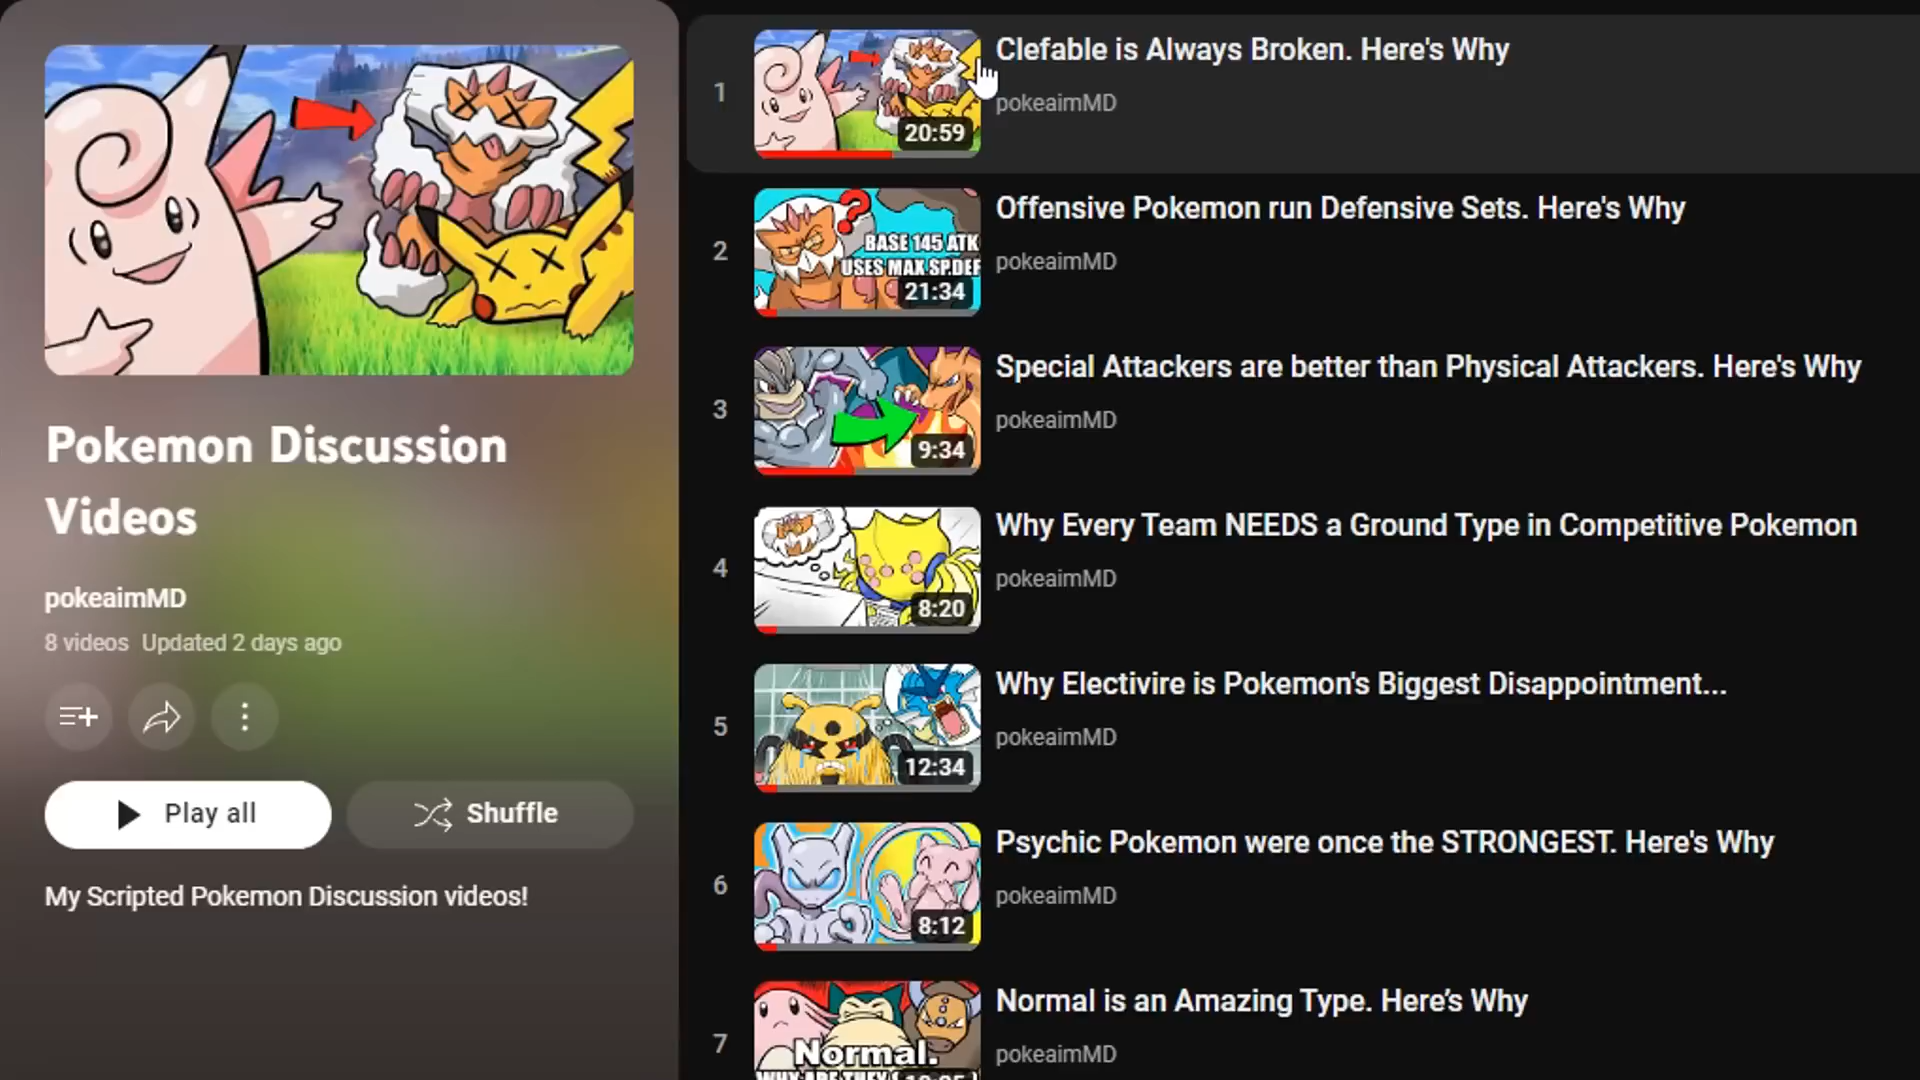 Pokemon Discussion
Videos
pokeaimMD
8 videos Updated 2 days ago
Play all
Shuffle
My Scripted Pokemon Discussion videos!
1
20:59
Clefable is Always Broken. Here's Why
pokeaimMD
2
BASE 145 ATK
USES MAX SP.DEF
21:34
Offensive Pokemon run Defensive Sets. Here's Why
pokeaimMD
3
9:34
Special Attackers are better than Physical Attackers. Here's Why
pokeaimMD
4
8:20
Why Every Team NEEDS a Ground Type in Competitive Pokemon
pokeaimMD
5
12:34
Why Electivire is Pokemon's Biggest Disappointment...
pokeaimMD
6
8:12
Psychic Pokemon were once the STRONGEST. Here's Why
pokeaimMD
7
Normal.
WHY ARE THEY
Normal is an Amazing Type. Here’s Why
pokeaimMD